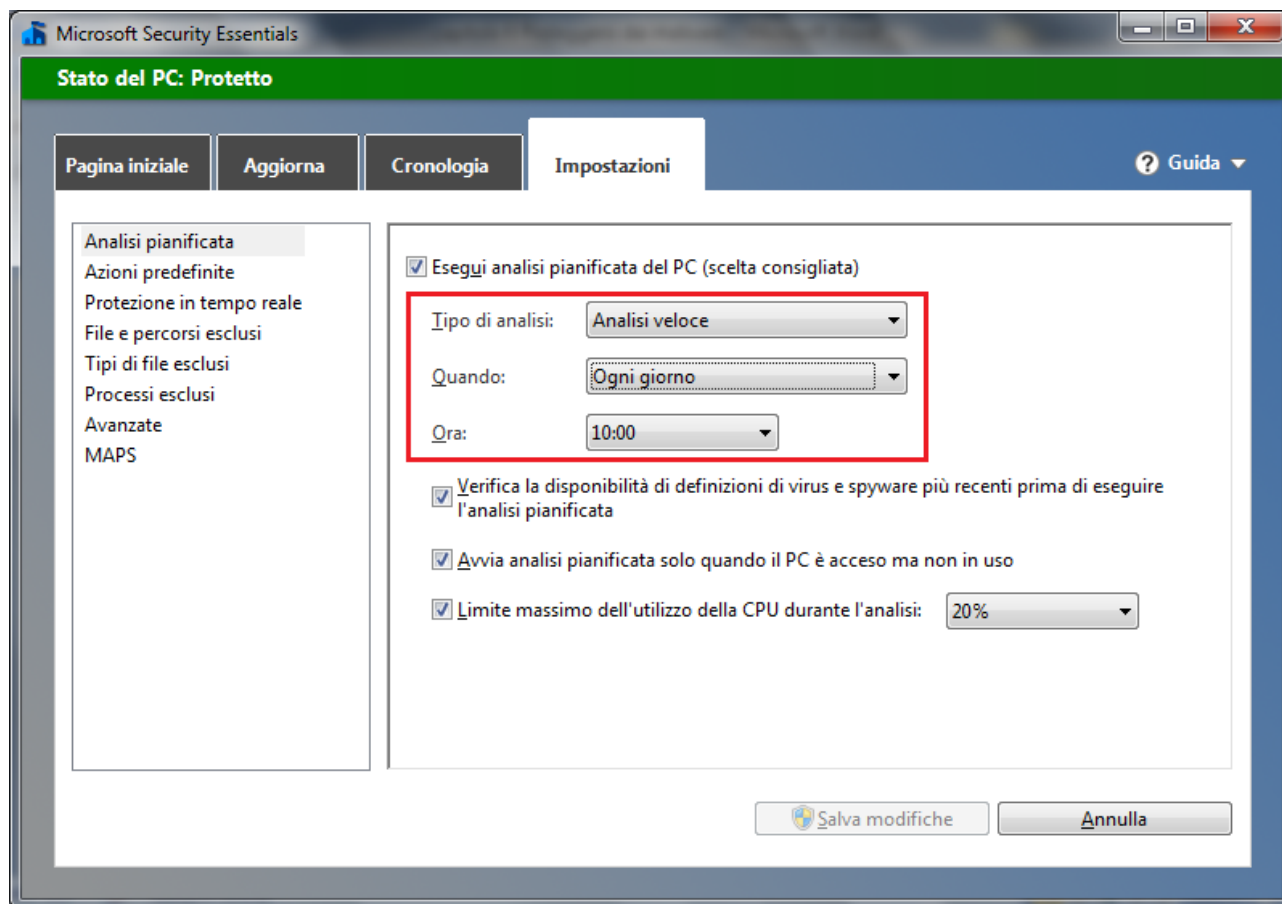 Microsoft Security Essentials
Stato del PC: Protetto
Pagina iniziale
Aggiorna
Cronologia
Impostazioni
? Guida
Analisi pianificata
Azioni predefinite
Protezione in tempo reale
File e percorsi esclusi
Tipi di file esclusi
Processi esclusi
Avanzate
MAPS
Esegui analisi pianificata del PC (scelta consigliata)
Tipo di analisi: Analisi veloce
Quando: Ogni giorno
Ora: 10:00
Verifica la disponibilità di definizioni di virus e spyware più recenti prima di eseguire
l'analisi pianificata
Avvia analisi pianificata solo quando il PC è acceso ma non in uso
Limite massimo dell'utilizzo della CPU durante l'analisi: 20%
Salva modifiche
Annulla